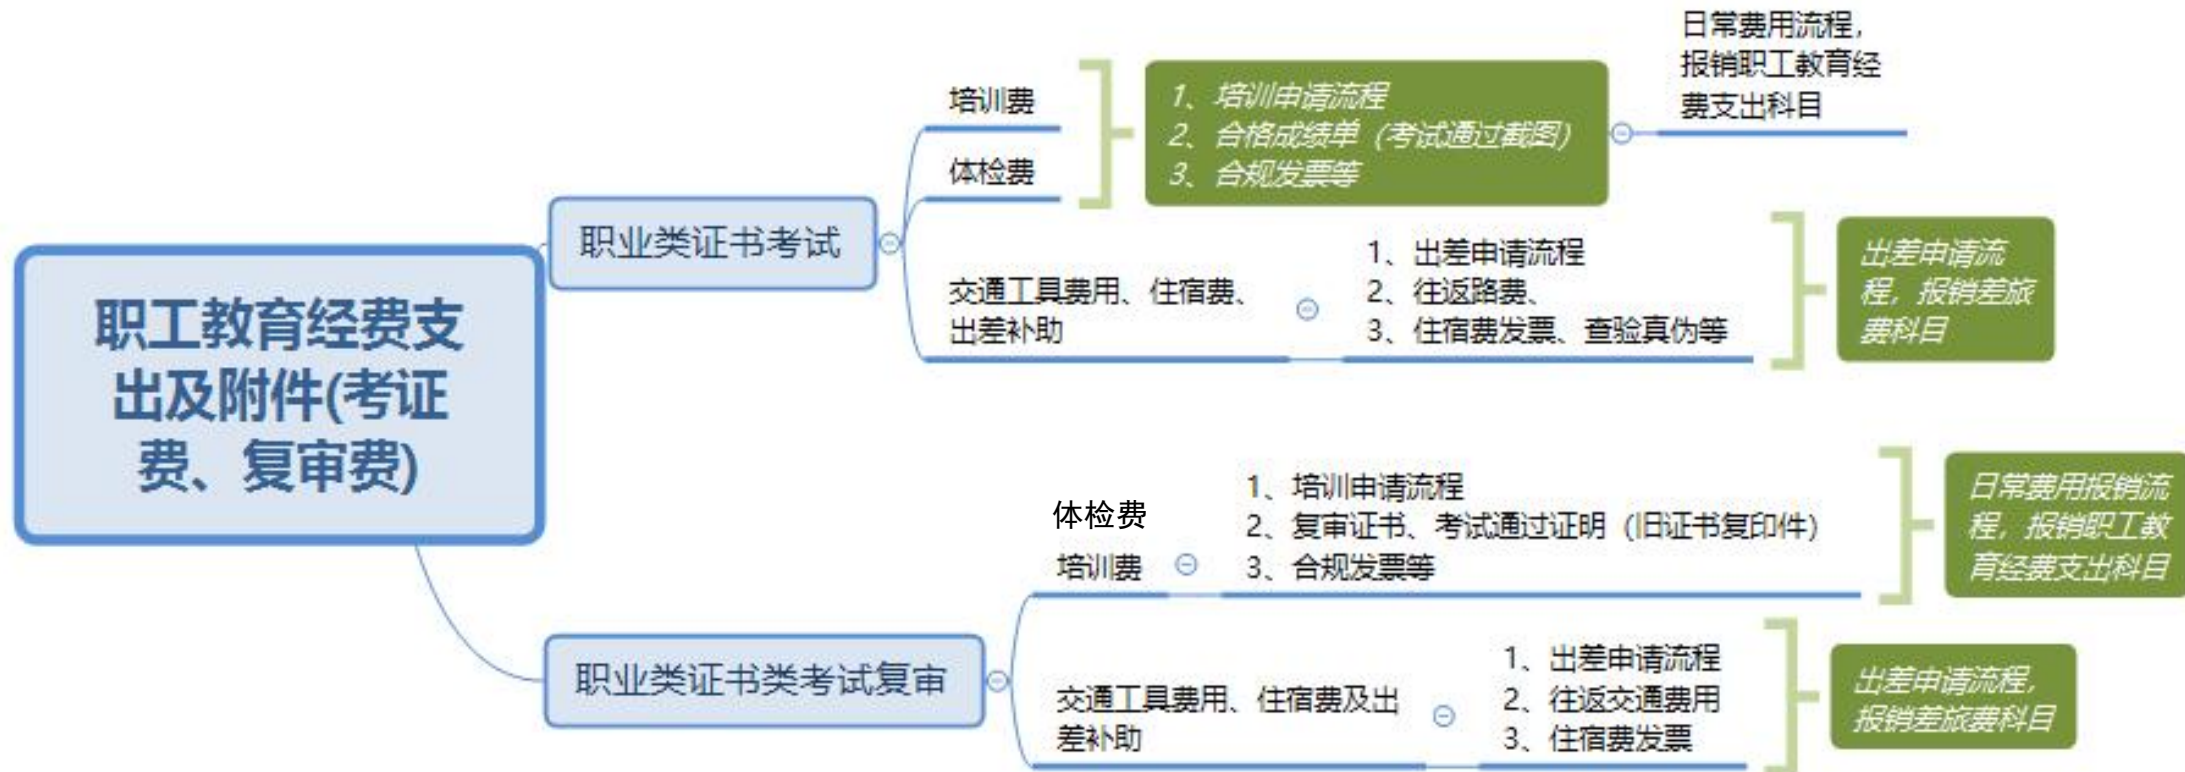 职工教育经费支
出及附件(考证
费、复审费)
职业类证书考试
培训费
体检费
1、培训申请流程
2、合格成绩单（考试通过截图）
3、合规发票等
日常费用流程，
报销职工教育经
费支出科目
交通工具费用、住宿费、
出差补助
1、出差申请流程
2、往返路费、
3、住宿费发票、查验真伪等
出差申请流
程，报销差旅
费科目
职业类证书类考试复审
体检费
培训费
1、培训申请流程
2、复审证书、考试通过证明（旧证书复印件）
3、合规发票等
日常费用报销流
程，报销职工教
育经费支出科目
交通工具费用、住宿费及出
差补助
1、出差申请流程
2、往返交通费用
3、住宿费发票
出差申请流程，
报销差旅费科目